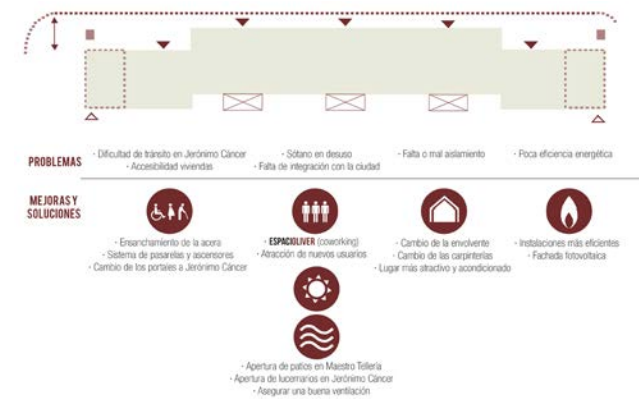 PROBLEMAS
- Dificultad de tránsito en Jerónimo Cáncer
- Accesibilidad viviendas
- Sótano en desuso
- Falta de integración con la ciudad
- Falta o mal aislamiento
- Poca eficiencia energética
MEJORAS Y
SOLUCIONES
- Ensanchamiento de la acera
- Sistema de pasarelas y ascensores
- Cambio de los portales a Jerónimo Cáncer
- ESPACIOLIVER (coworking)
- Atracción de nuevos usuarios
- Cambio de la envolvente
- Cambio de las carpinterías
- Lugar más atractivo y acondicionado
- Instalaciones más eficientes
- Fachada fotovoltaica
- Apertura de patios en Maestro Tellería
- Apertura de lucernarios en Jerónimo Cáncer
- Asegurar una buena ventilación